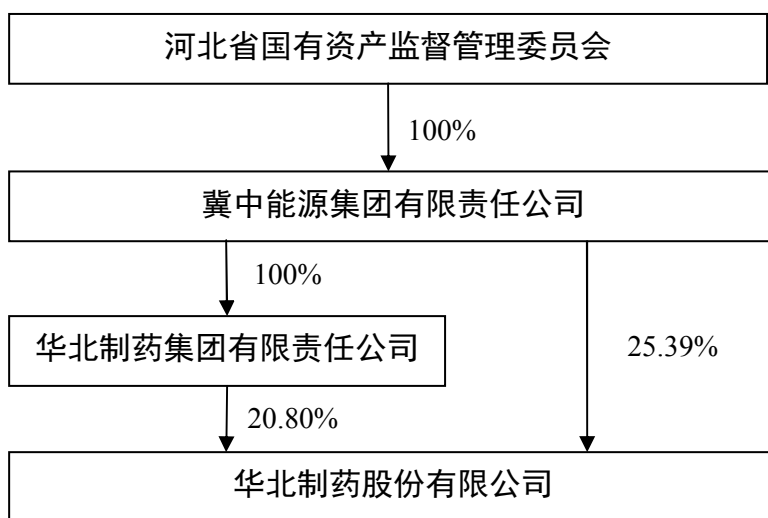 河北省国有资产监督管理委员会
100%
冀中能源集团有限责任公司
100%
华北制药集团有限责任公司
25.39%
20.80%
华北制药股份有限公司